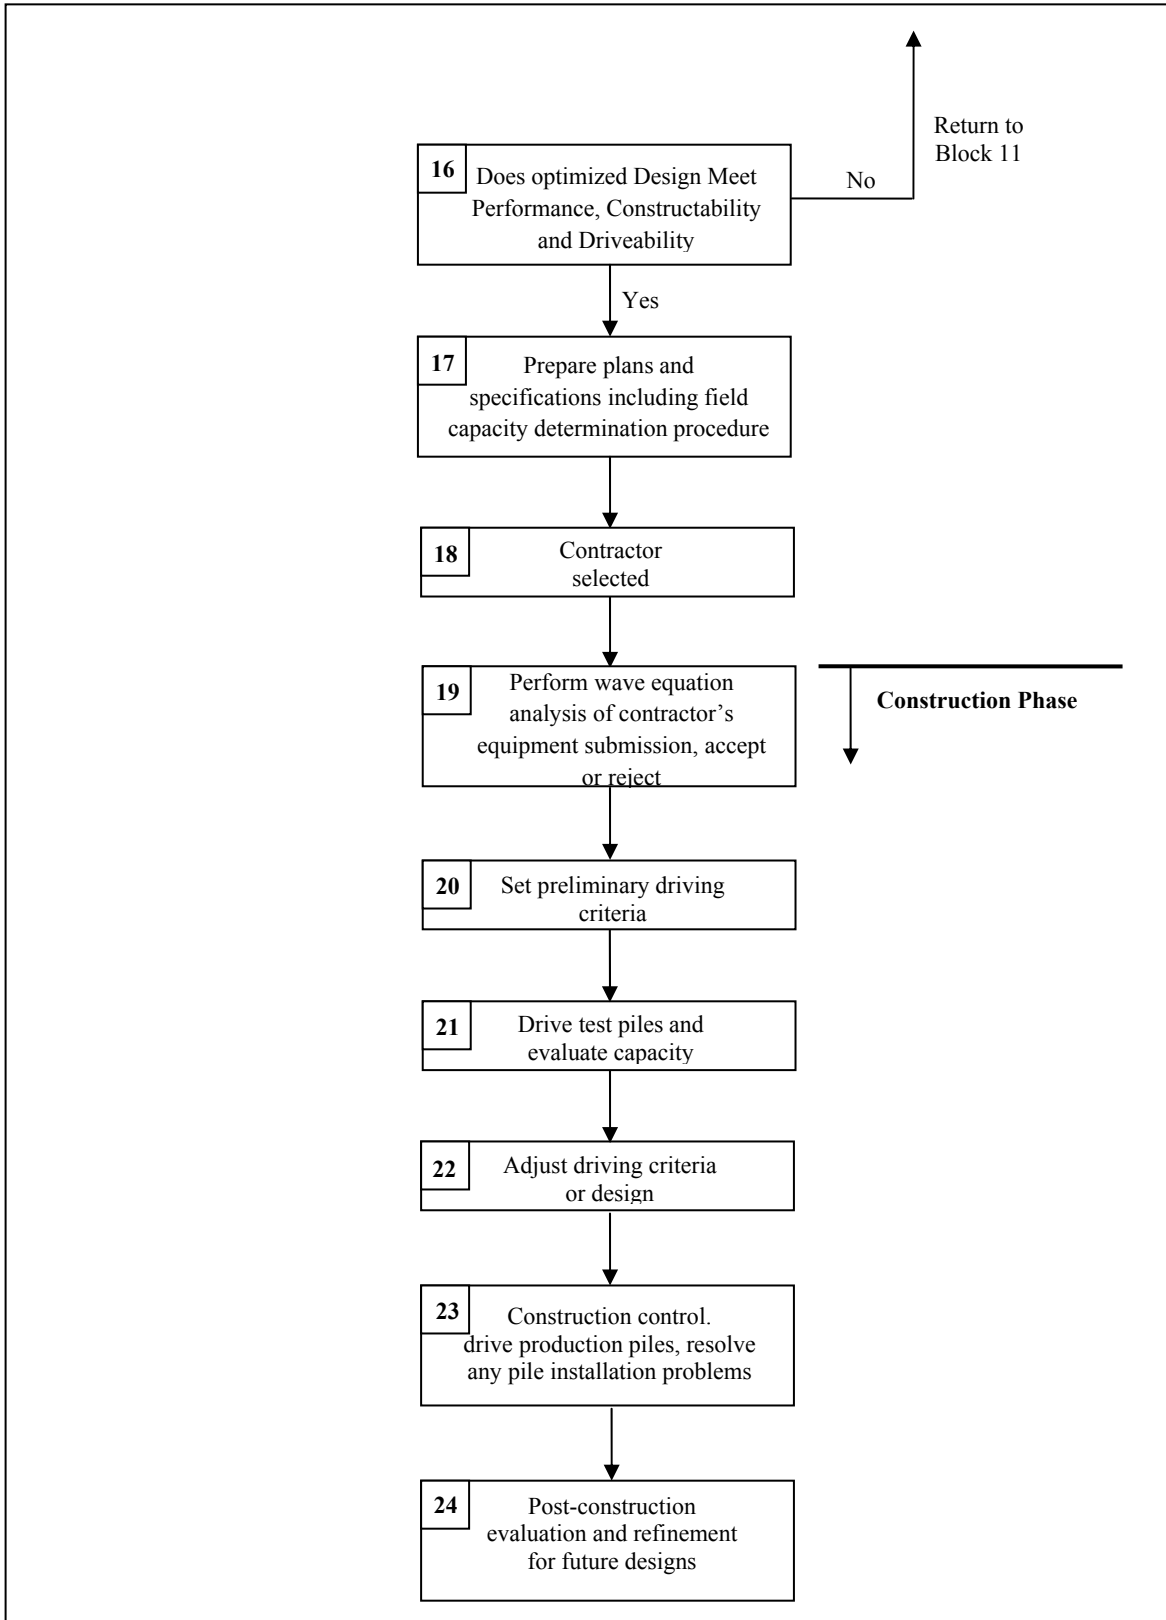 Return to
Block 11
No
16
Does optimized Design Meet
Performance, Constructability
and Driveability
Yes
17
Prepare plans and
specifications including field
capacity determination procedure
18
Contractor
selected
19
Perform wave equation
analysis of contractor’s
equipment submission, accept
or reject
Construction Phase
20
Set preliminary driving
criteria
21
Drive test piles and
evaluate capacity
22
Adjust driving criteria
or design
23
Construction control.
drive production piles, resolve
any pile installation problems
24
Post-construction
evaluation and refinement
for future designs